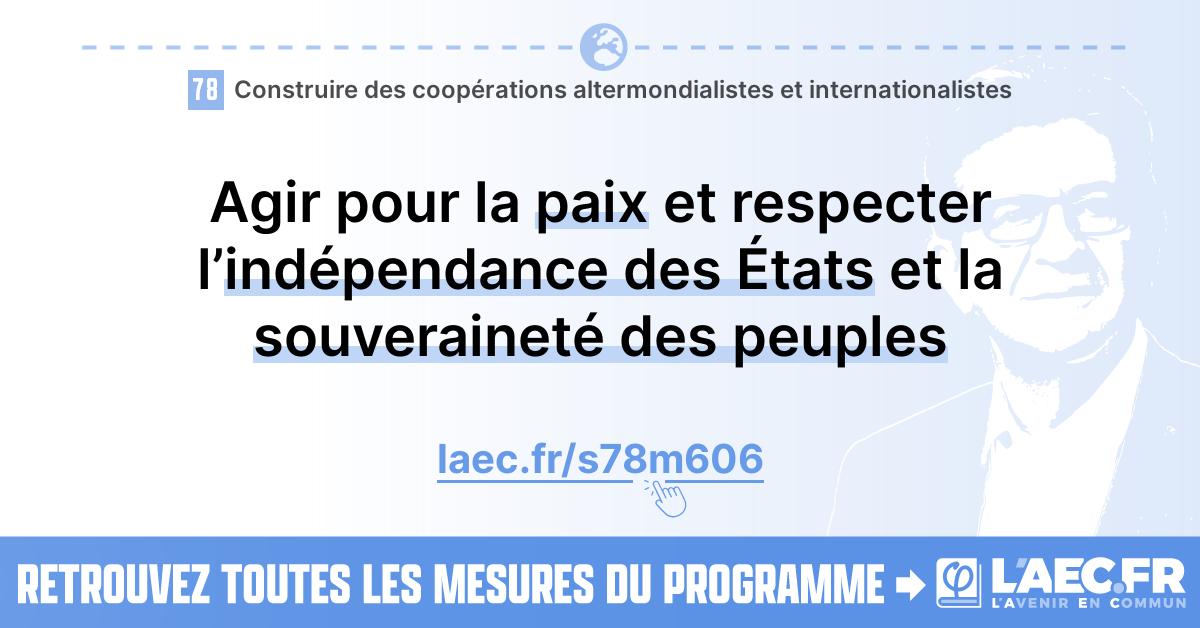 78 Construire des coopérations altermondialistes et internationalistes
Agir pour la paix et respecter
l’indépendance des États et la
souveraineté des peuples
laec.fr/s78m606
RETROUVEZ TOUTES LES MESURES DU PROGRAMME
φ L'AEC.FR
L'AVENIR EN COMMUN